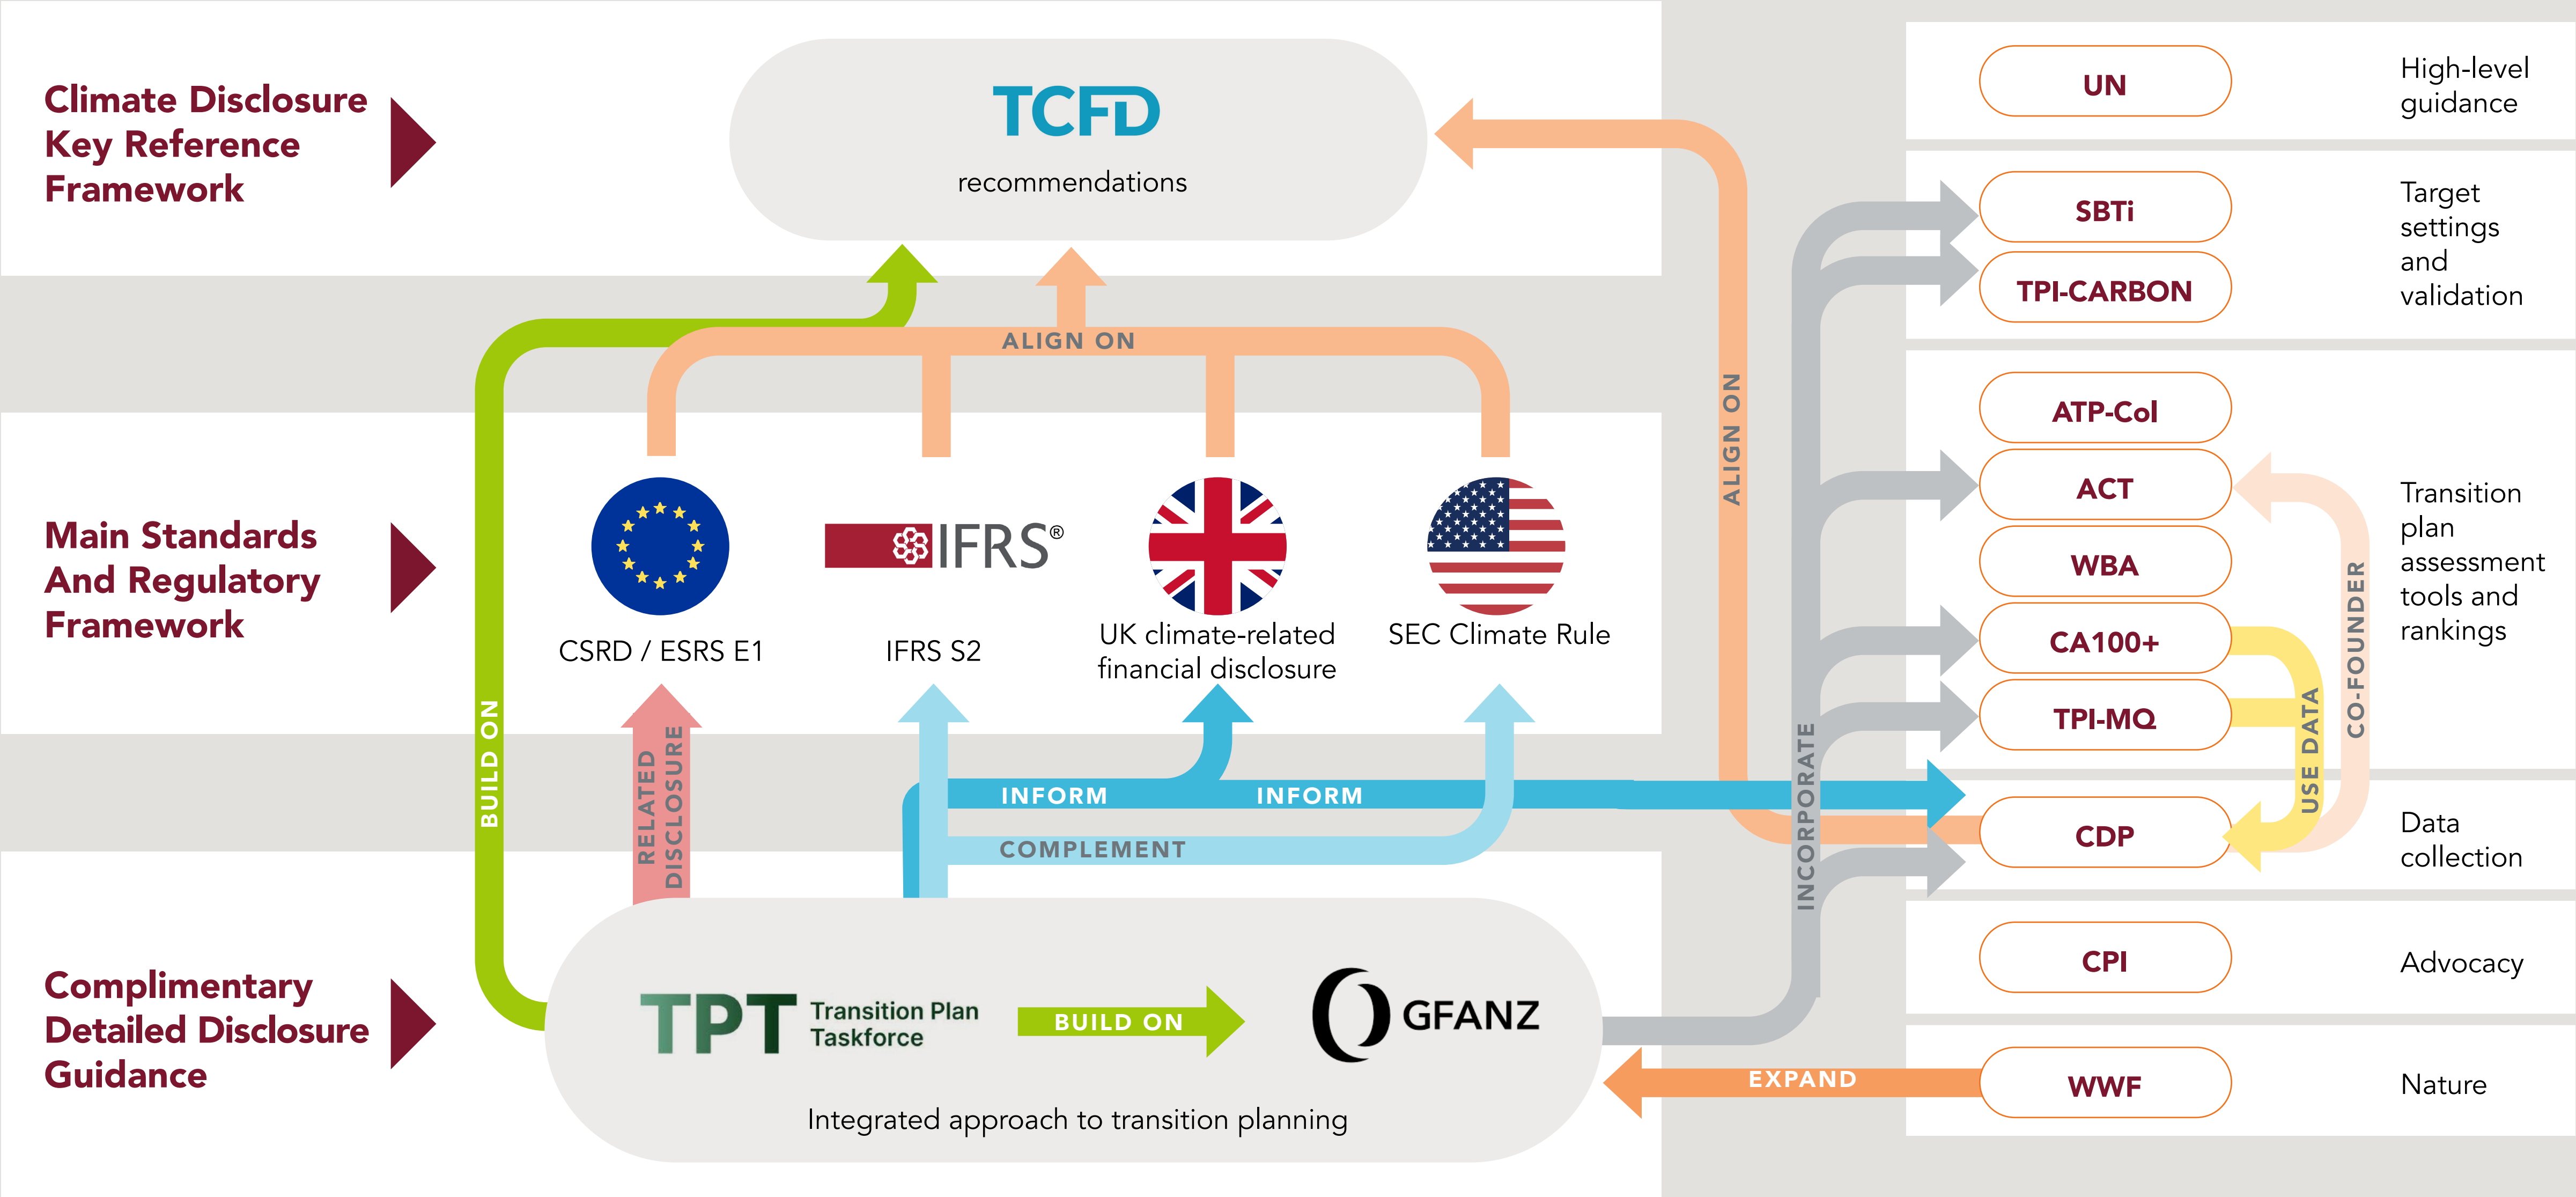 Climate Disclosure
Key Reference
Framework
TCFD
recommendations
ALIGN ON
Main Standards
And Regulatory
Framework
IFRS®
CSRD / ESRS E1
IFRS S2
UK climate-related
financial disclosure
SEC Climate Rule
BUILD ON
RELATED
DISCLOSURE
INFORM
INFORM
COMPLEMENT
Complimentary
Detailed Disclosure
Guidance
TPT
Transition Plan
Taskforce
BUILD ON
GFANZ
Integrated approach to transition planning
ALIGN ON
INCORPORATE
EXPAND
UN
High-level
guidance
SBTi
TPI-CARBON
Target
settings
and
validation
ATP-Col
ACT
WBA
CA100+
TPI-MQ
Transition
plan
assessment
tools and
rankings
USE DATA
CO-FOUNDER
CDP
Data
collection
CPI
Advocacy
WWF
Nature